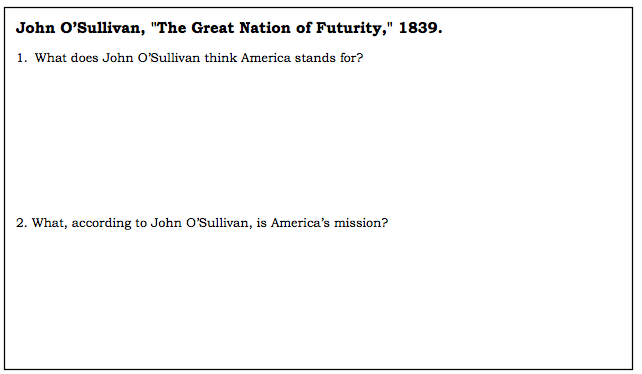 John O’Sullivan, "The Great Nation of Futurity," 1839.
1. What does John O’Sullivan think America stands for?
2. What, according to John O’Sullivan, is America’s mission?